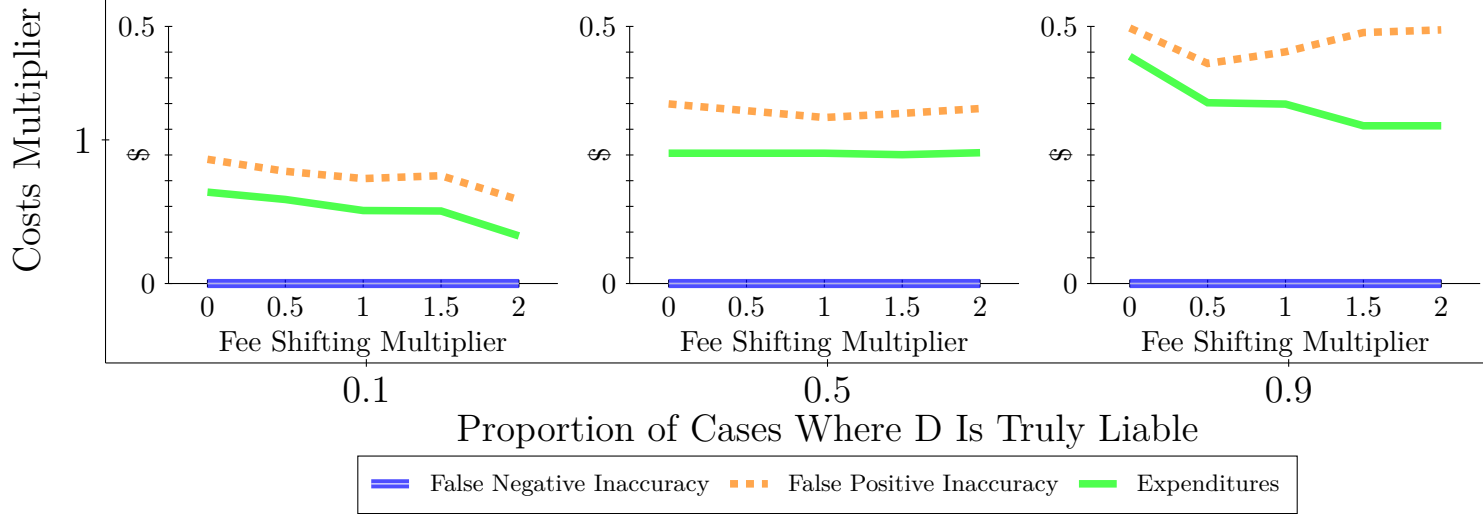 Costs Multiplier
1
0.5
$
0
0 0.5 1 1.5 2
Fee Shifting Multiplier
0.5
$
0
0 0.5 1 1.5 2
Fee Shifting Multiplier
0.5
$
0
0 0.5 1 1.5 2
Fee Shifting Multiplier
0.1 0.5 0.9
Proportion of Cases Where D Is Truly Liable
False Negative Inaccuracy False Positive Inaccuracy Expenditures